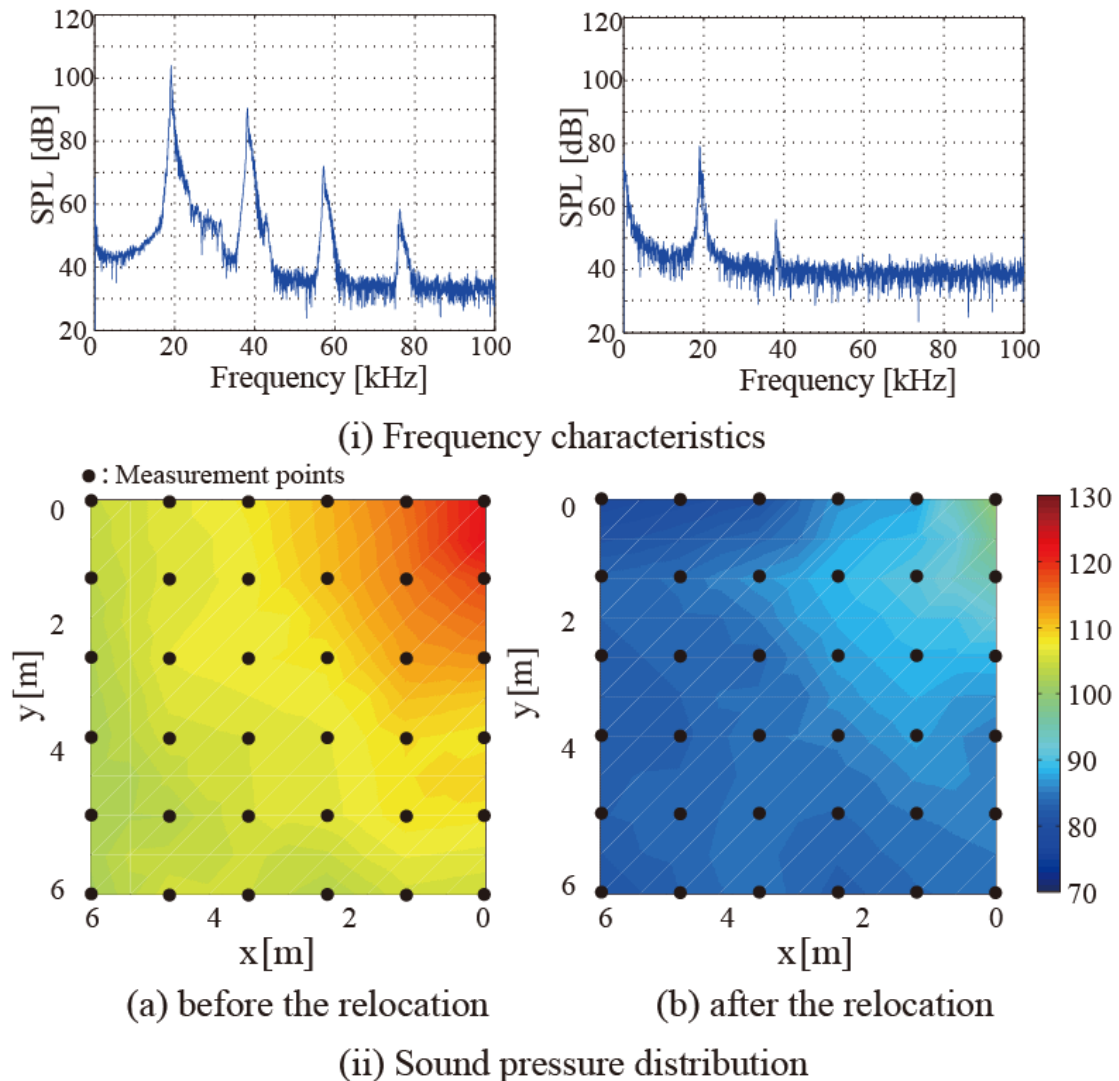 120
100
80
60
40
20
SPL [dB]
0 20 40 60 80 100
Frequency [kHz]
120
100
80
60
40
20
SPL [dB]
0 20 40 60 80 100
Frequency [kHz]
(i) Frequency characteristics
● : Measurement points
0
2
4
6
y [m]
6 4 2 0
x [m]
0
2
4
6
y [m]
6 4 2 0
x [m]
130
120
110
100
90
80
70
(a) before the relocation
(b) after the relocation
(ii) Sound pressure distribution